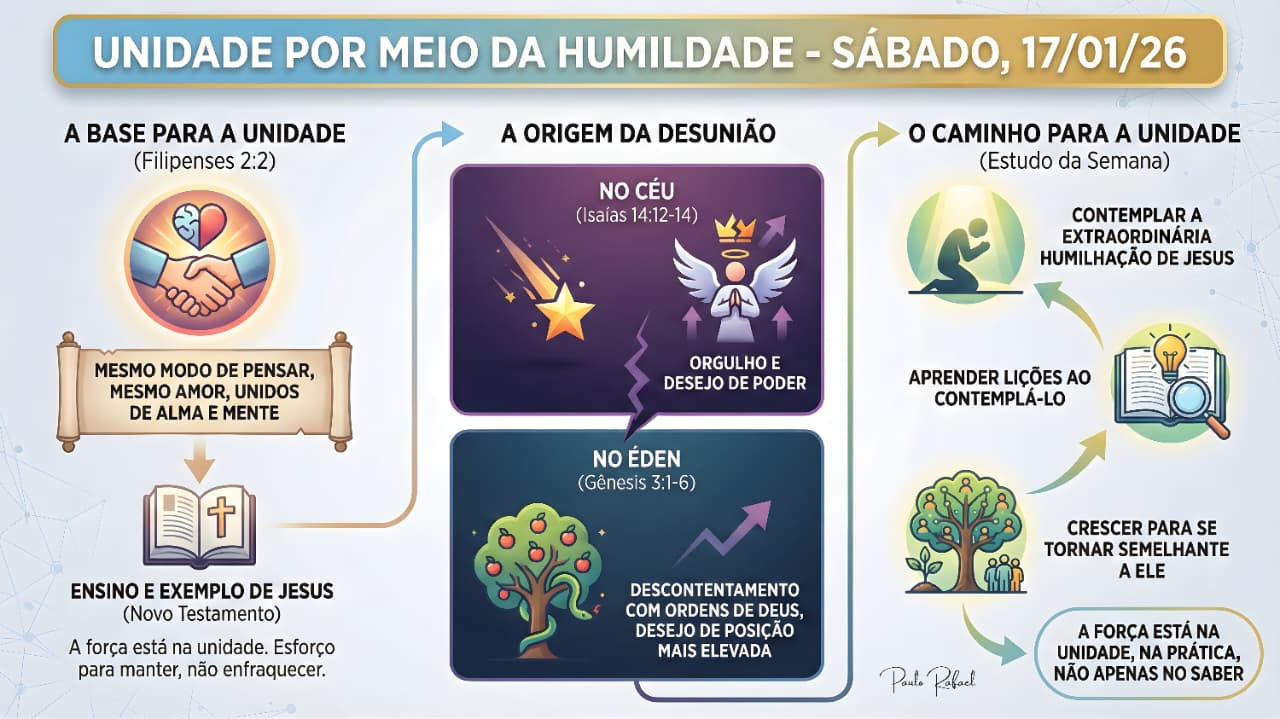 UNIDADE POR MEIO DA HUMILDADE - SÁBADO, 17/01/26
A BASE PARA A UNIDADE
(Filipenses 2:2)
MESMO MODO DE PENSAR,
MESMO AMOR, UNIDOS
DE ALMA E MENTE
ENSINO E EXEMPLO DE JESUS
(Novo Testamento)
A força está na unidade. Esforço
para manter, não enfraquecer.
A ORIGEM DA DESUNIÃO
NO CÉU
(Isaías 14:12-14)
ORGULHO E
DESEJO DE PODER
NO ÉDEN
(Gênesis 3:1-6)
DESCONTENTAMENTO
COM ORDENS DE DEUS,
DESEJO DE POSIÇÃO
MAIS ELEVADA
O CAMINHO PARA A UNIDADE
(Estudo da Semana)
CONTEMPLAR A
EXTRAORDINÁRIA
HUMILHAÇÃO DE JESUS
APRENDER LIÇÕES AO
CONTEMPLÁ-LO
CRESCER PARA SE
TORNAR SEMELHANTE
A ELE
A FORÇA ESTÁ NA
UNIDADE, NA PRÁTICA,
NÃO APENAS NO SABER
Paulo Rafael